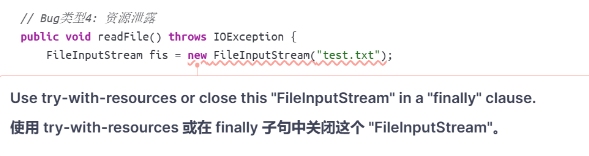 // Bug类型4: 资源泄露
public void readFile() throws IOException {
FileInputStream fis = new FileInputStream("test.txt");
Use try-with-resources or close this "FileInputStream" in a "finally" clause.
使用 try-with-resources 或在 finally 子句中关闭这个 "FileInputStream"。